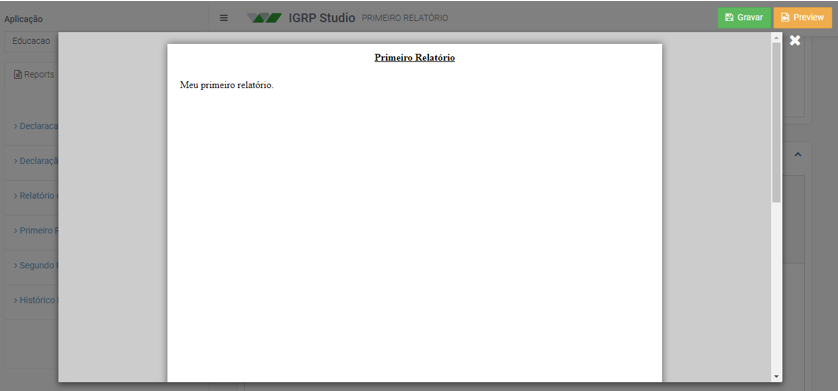 Aplicação
IGRP Studio PRIMEIRO RELATÓRIO
Gravar
Preview
Educacao
Reports
Declaraca
Declaraçã
Relatório
Primeiro
Segundo
Histórico
Primeiro Relatório
Meu primeiro relatório.